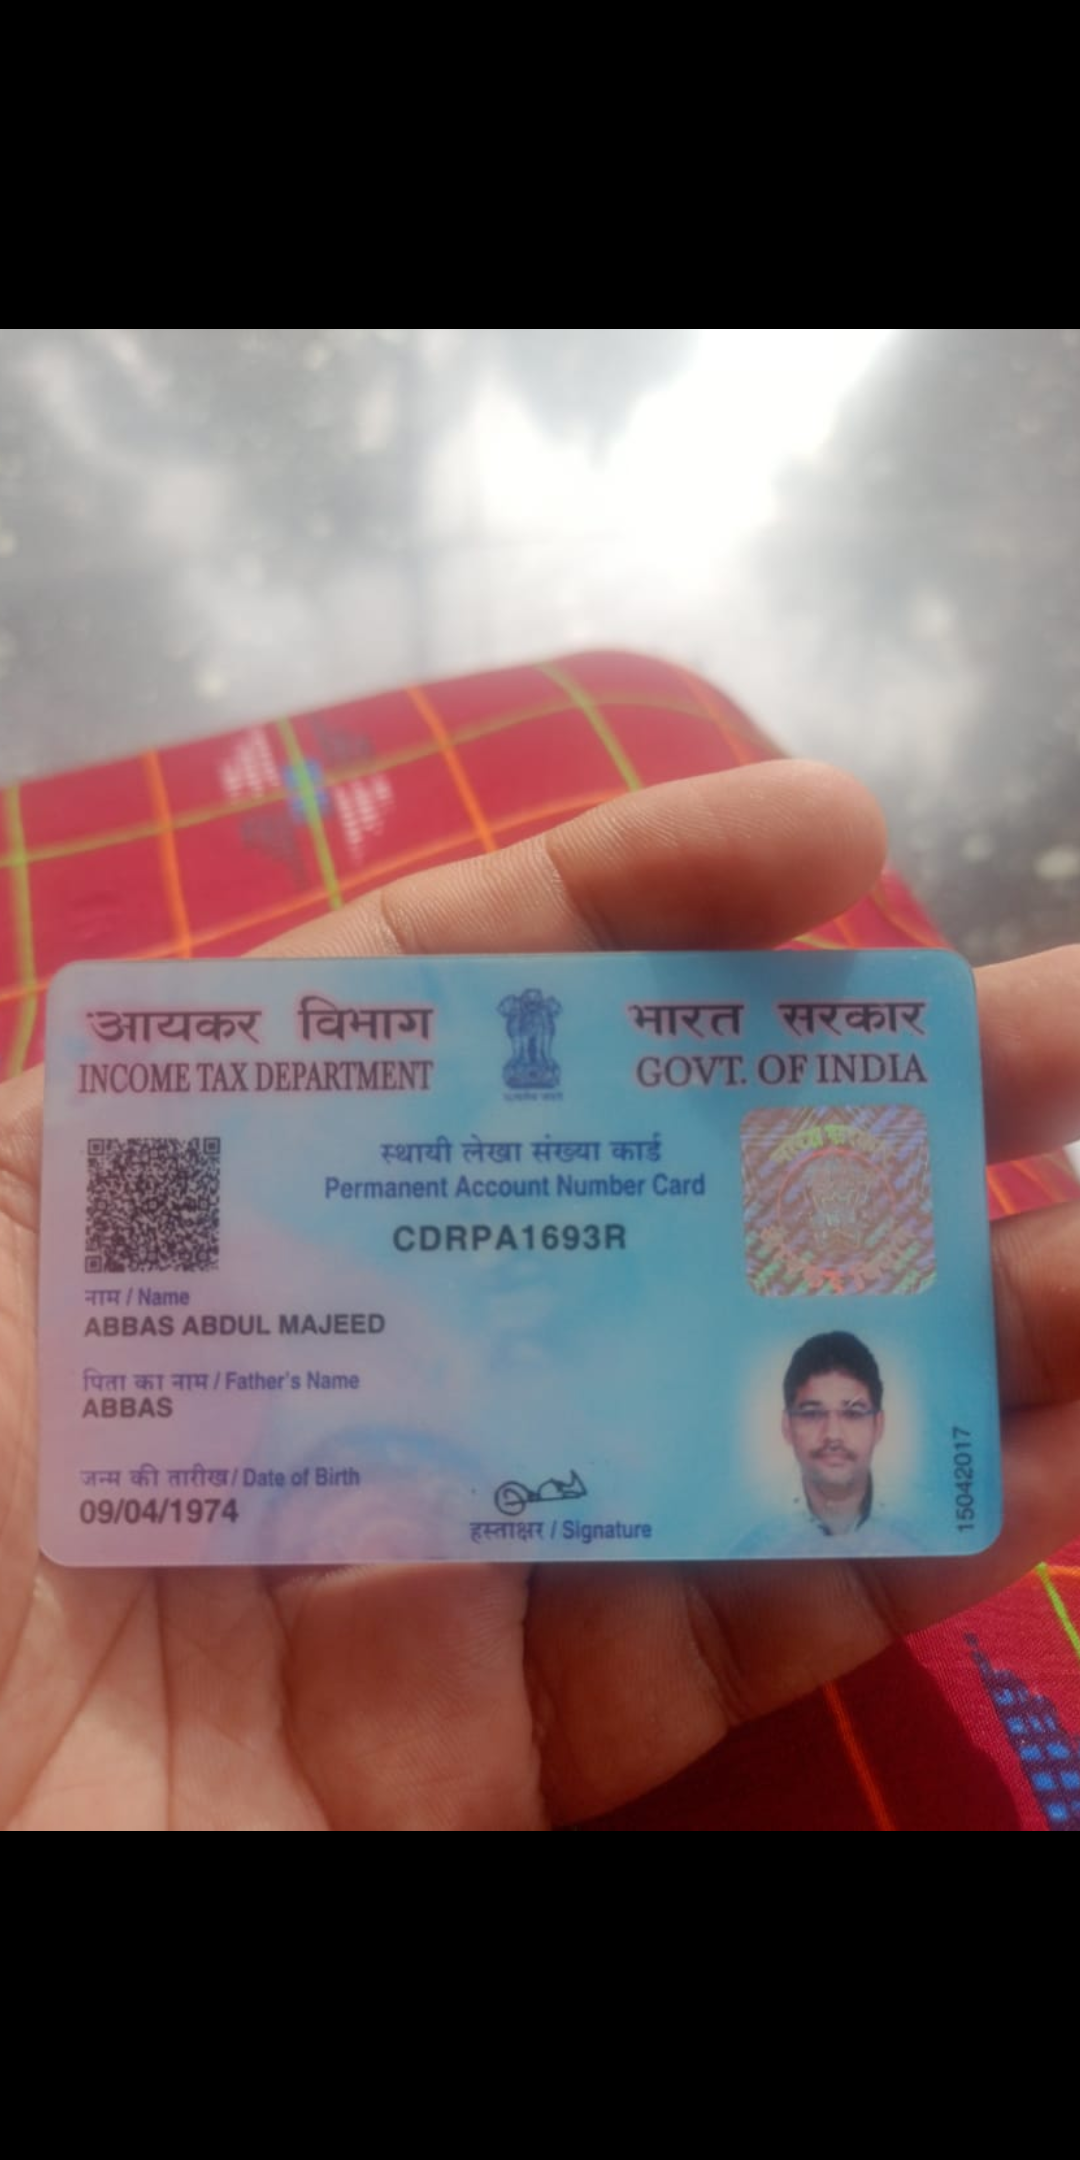 आयकर विभाग
INCOME TAX DEPARTMENT
भारत सरकार
GOVT. OF INDIA
स्थायी लेखा संख्या कार्ड
Permanent Account Number Card
CDRPA1693R
नाम / Name
ABBAS ABDUL MAJEED
पिता का नाम / Father's Name
ABBAS
जन्म की तारीख / Date of Birth
09/04/1974
हस्ताक्षर / Signature
15042017